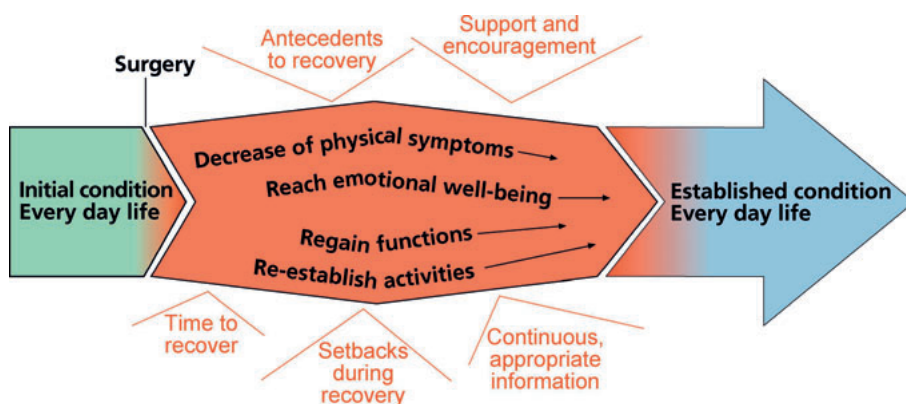 Antecedents
to recovery
Support and
encouragement
Surgery
Initial condition
Every day life
Decrease of physical symptoms
Reach emotional well-being
Regain functions
Re-establish activities
Established condition
Every day life
Time to
recover
Setbacks
during
recovery
Continuous,
appropriate
information